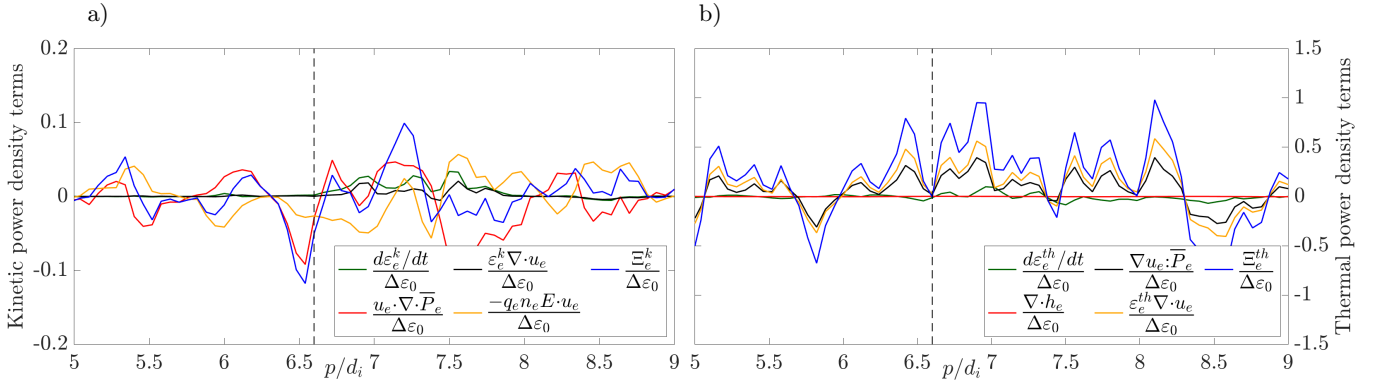 a)
b)
Kinetic power density terms
0.2
0.1
0
-0.1
-0.2
5
5.5
6
6.5
7
7.5
8
8.5
9
p/d_i
dε_e^k/dt / Δε_0
ε_e^k∇·u_e / Δε_0
Ξ_e^k / Δε_0
u_e·∇·P̅_e / Δε_0
-q_e n_e E·u_e / Δε_0
Thermal power density terms
1.5
1
0.5
0
-0.5
-1
-1.5
5
5.5
6
6.5
7
7.5
8
8.5
9
p/d_i
dε_e^{th}/dt / Δε_0
∇u_e:P̅_e / Δε_0
Ξ_e^{th} / Δε_0
∇·h_e / Δε_0
ε_e^{th}∇·u_e / Δε_0